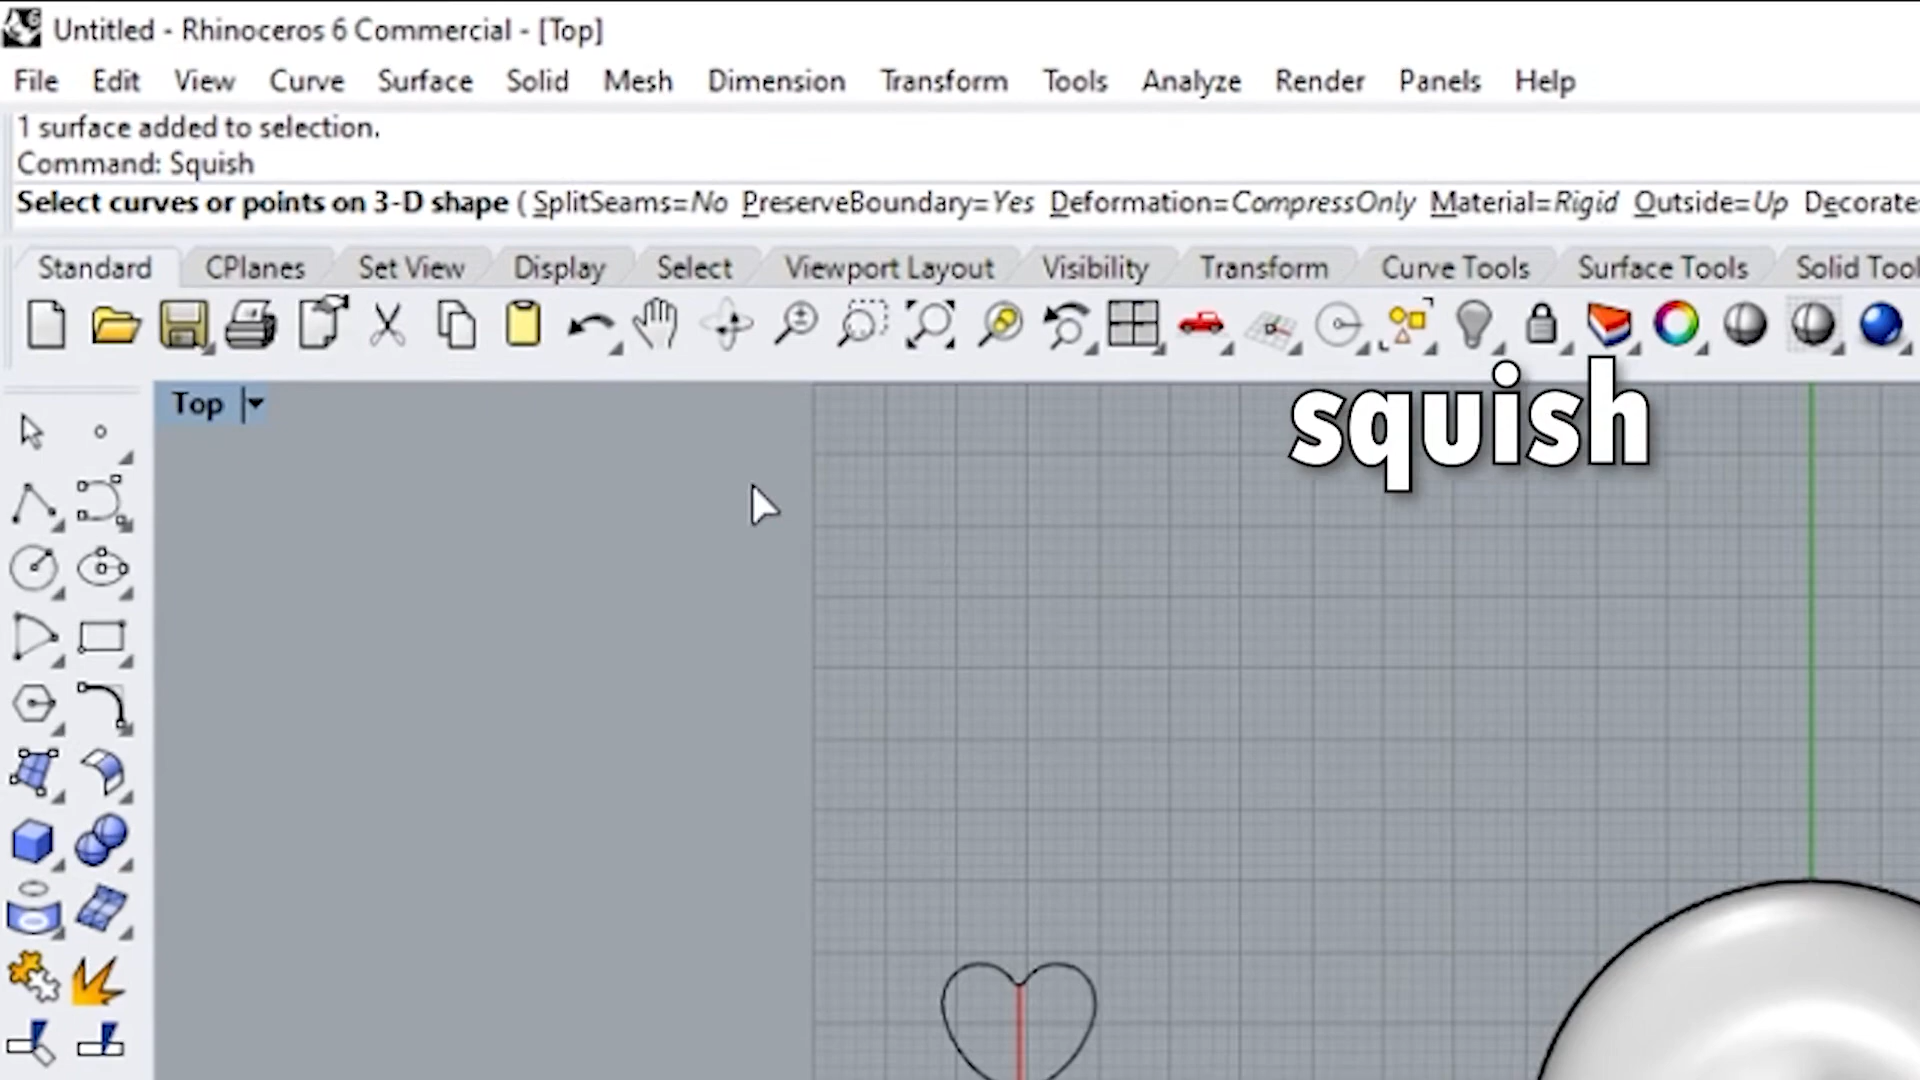 Untitled - Rhinoceros 6 Commercial - [Top]
File Edit View Curve Surface Solid Mesh Dimension Transform Tools Analyze Render Panels Help
1 surface added to selection.
Command: Squish
Select curves or points on 3-D shape ( SplitSeams=No PreserveBoundary=Yes Deformation=CompressOnly Material=Rigid Outside=Up Decorate
Standard CPlanes Set View Display Select Viewport Layout Visibility Transform Curve Tools Surface Tools Solid Tool
squish
Top